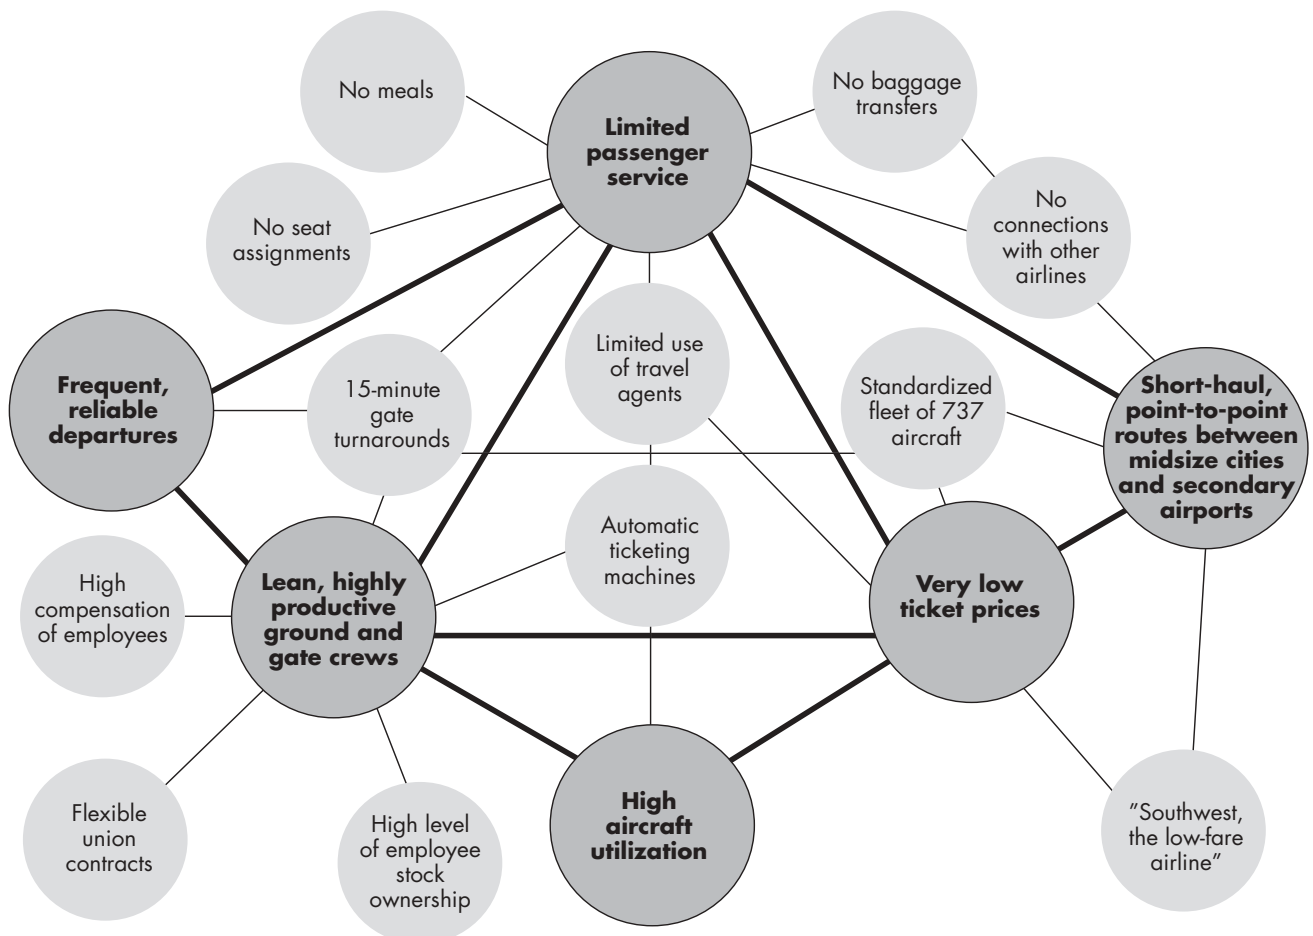 No meals
No baggage
transfers
Limited
passenger
service
No
connections
with other
airlines
No seat
assignments
Limited use
of travel
agents
Frequent,
reliable
departures
15-minute
gate
turnarounds
Standardized
fleet of 737
aircraft
Short-haul,
point-to-point
routes between
midsize cities
and secondary
airports
Automatic
ticketing
machines
High
compensation
of employees
Lean, highly
productive
ground and
gate crews
Very low
ticket prices
Flexible
union
contracts
High level
of employee
stock
ownership
High
aircraft
utilization
”Southwest,
the low-fare
airline”